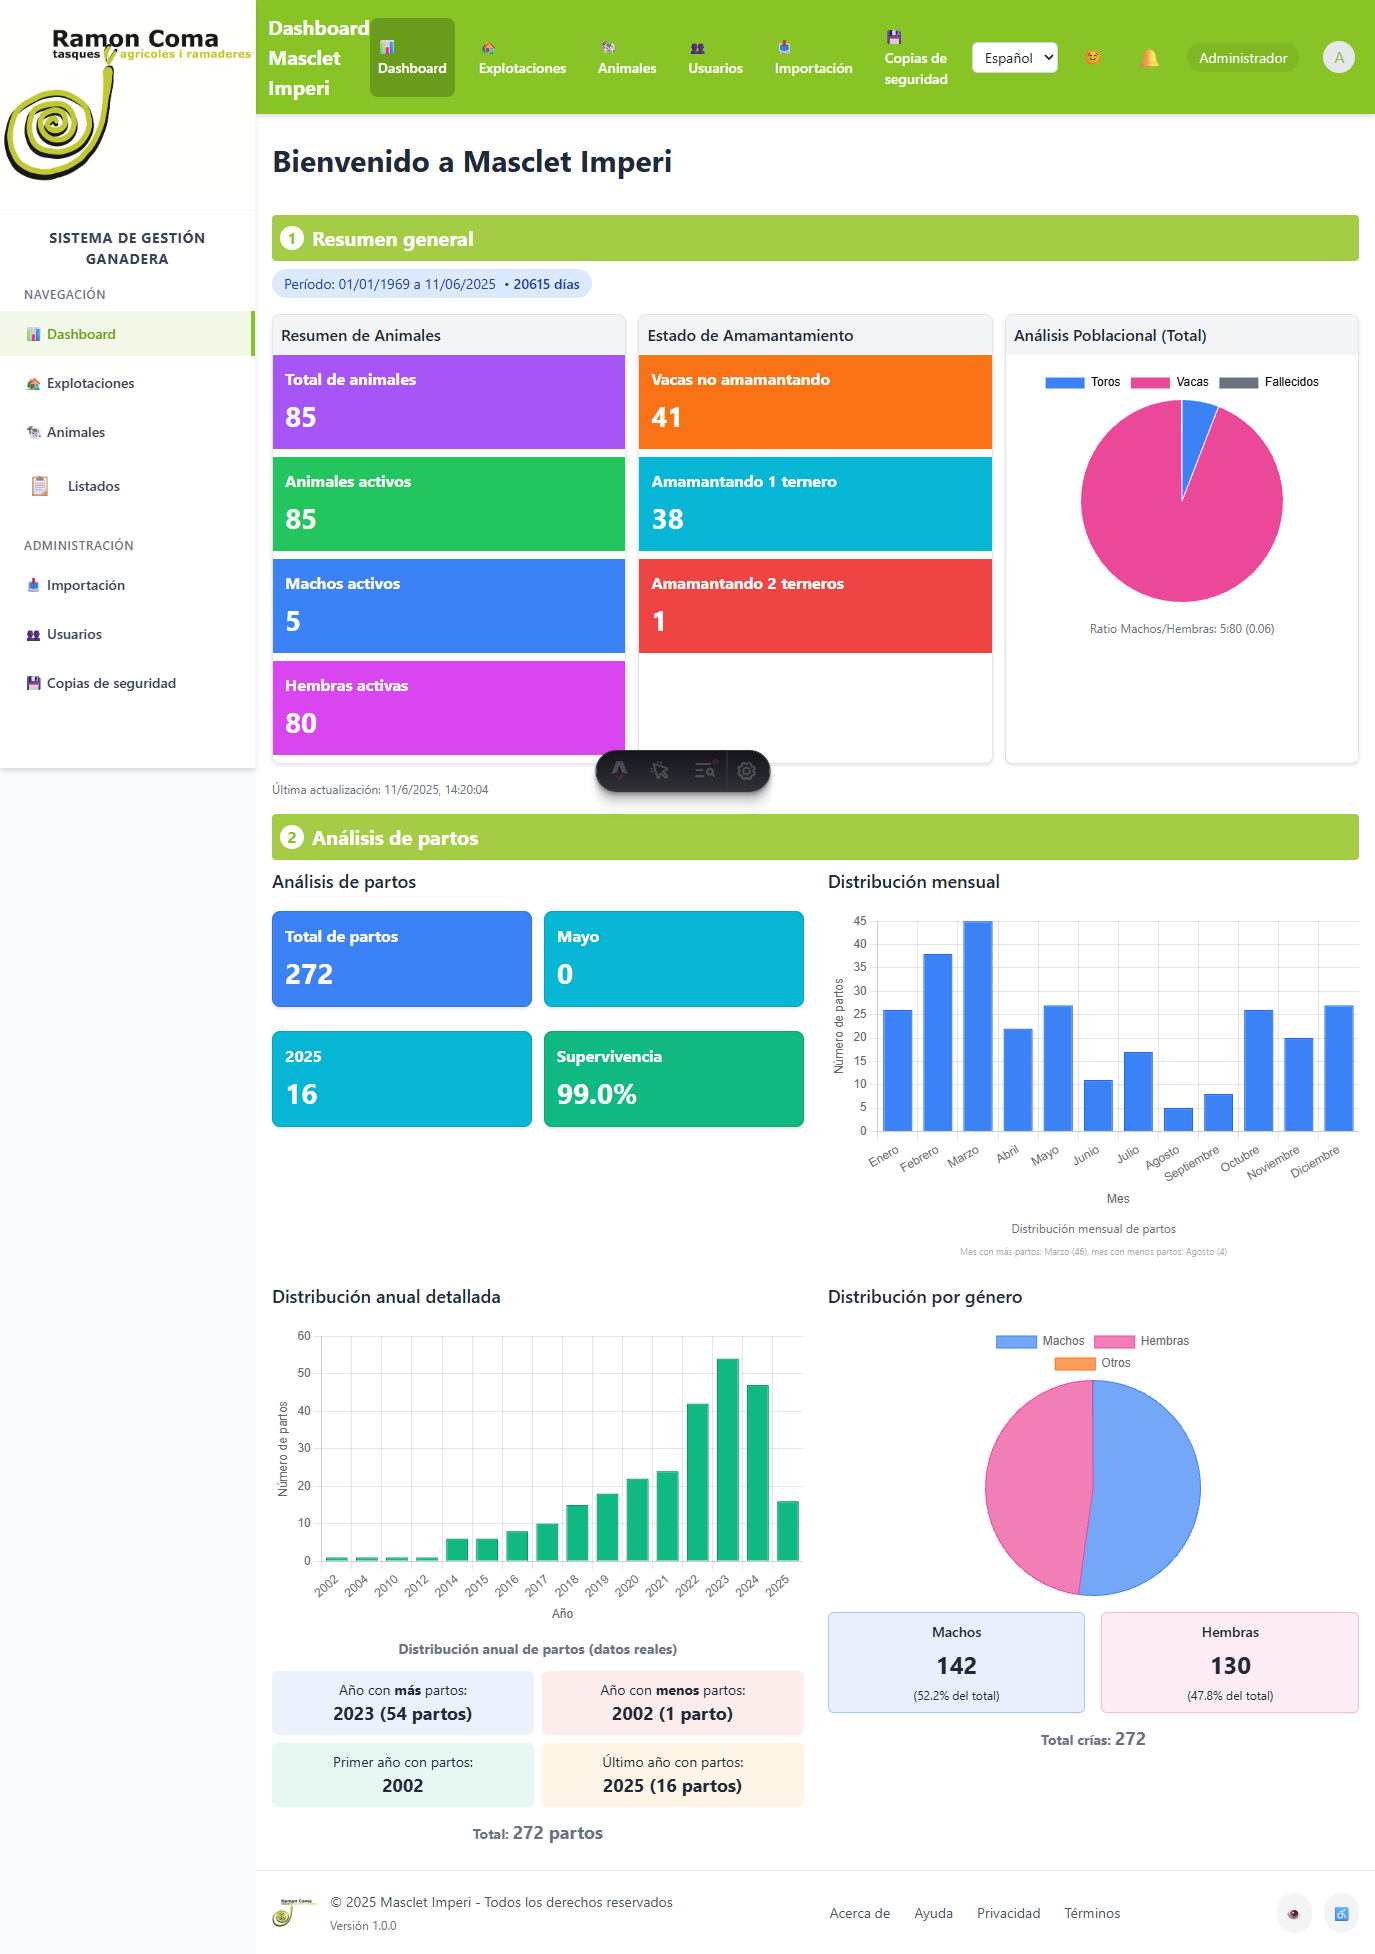 Ramon Coma
tasques agrícoles i ramaderes
SISTEMA DE GESTIÓN
GANADERA
NAVEGACIÓN
Dashboard
Explotaciones
Animales
Listados
ADMINISTRACIÓN
Importación
Usuarios
Copias de seguridad
Dashboard
Masclet
Imperi
Dashboard
Explotaciones
Animales
Usuarios
Importación
Copias de
seguridad
Español
Administrador
A
Bienvenido a Masclet Imperi
1 Resumen general
Período: 01/01/1969 a 11/06/2025 • 20615 días
Resumen de Animales
Total de animales
85
Animales activos
85
Machos activos
5
Hembras activas
80
Estado de Amamantamiento
Vacas no amamantando
41
Amamantando 1 ternero
38
Amamantando 2 terneros
1
Análisis Poblacional (Total)
Toros Vacas Fallecidos
Ratio Machos/Hembras: 5:80 (0.06)
Última actualización: 11/6/2025, 14:20:04
2 Análisis de partos
Análisis de partos
Total de partos
272
Mayo
0
2025
16
Supervivencia
99.0%
Distribución mensual
Número de partos
45
40
35
30
25
20
15
10
5
0
Enero Febrero Marzo Abril Mayo Junio Julio Agosto Septiembre Octubre Noviembre Diciembre
Mes
Distribución mensual de partos
Mes con más partos: Marzo (46), mes con menos partos: Agosto (4)
Distribución anual detallada
Número de partos
60
50
40
30
20
10
0
2002 2004 2010 2012 2014 2015 2016 2017 2018 2019 2020 2021 2022 2023 2024 2025
Año
Distribución anual de partos (datos reales)
Año con más partos:
2023 (54 partos)
Año con menos partos:
2002 (1 parto)
Primer año con partos:
2002
Último año con partos:
2025 (16 partos)
Total: 272 partos
Distribución por género
Machos Hembras
Otros
Machos
142
(52.2% del total)
Hembras
130
(47.8% del total)
Total crías: 272
Ramon Coma
© 2025 Masclet Imperi - Todos los derechos reservados
Versión 1.0.0
Acerca de
Ayuda
Privacidad
Términos